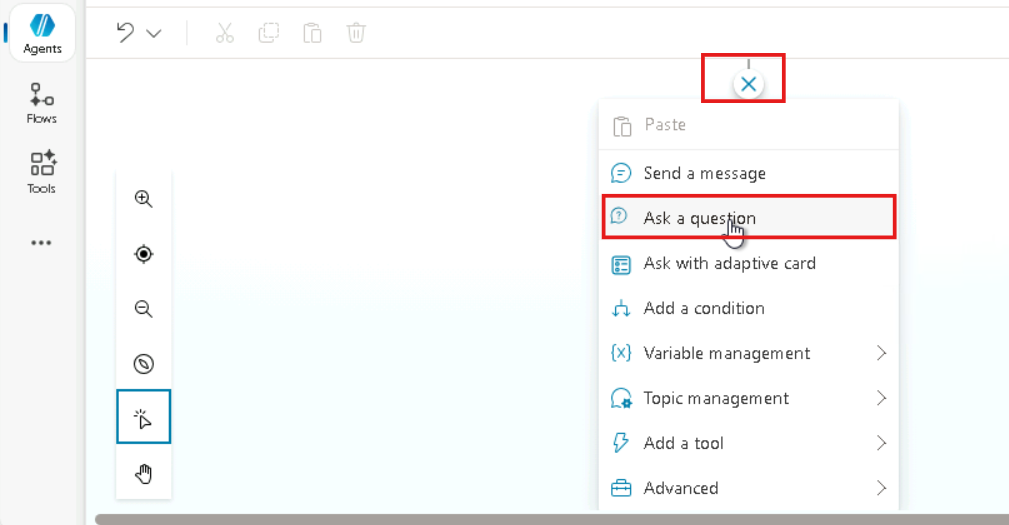 Agents
Flows
Tools
Paste
Send a message
Ask a question
Ask with adaptive card
Add a condition
Variable management
Topic management
Add a tool
Advanced